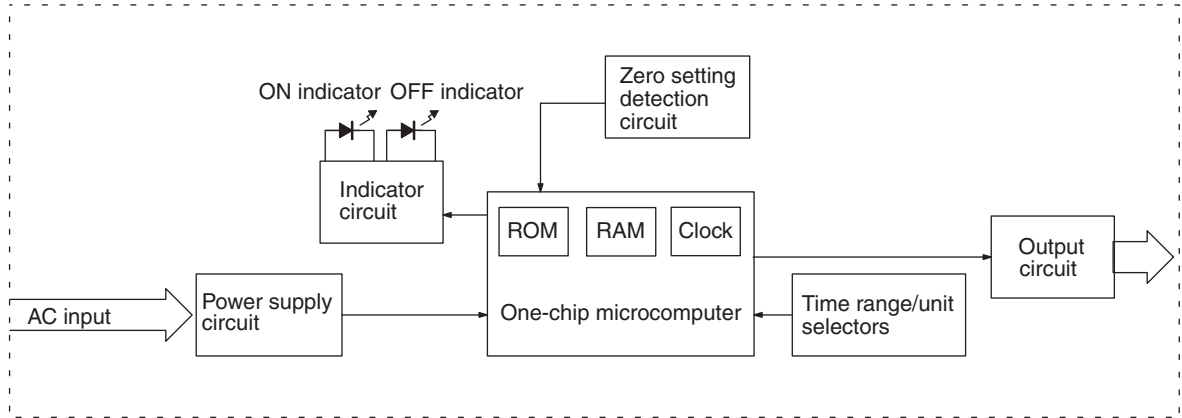 Zero setting
detection
circuit
ON indicator
OFF indicator
Indicator
circuit
ROM
RAM
Clock
One-chip microcomputer
Output
circuit
AC input
Power supply
circuit
Time range/unit
selectors